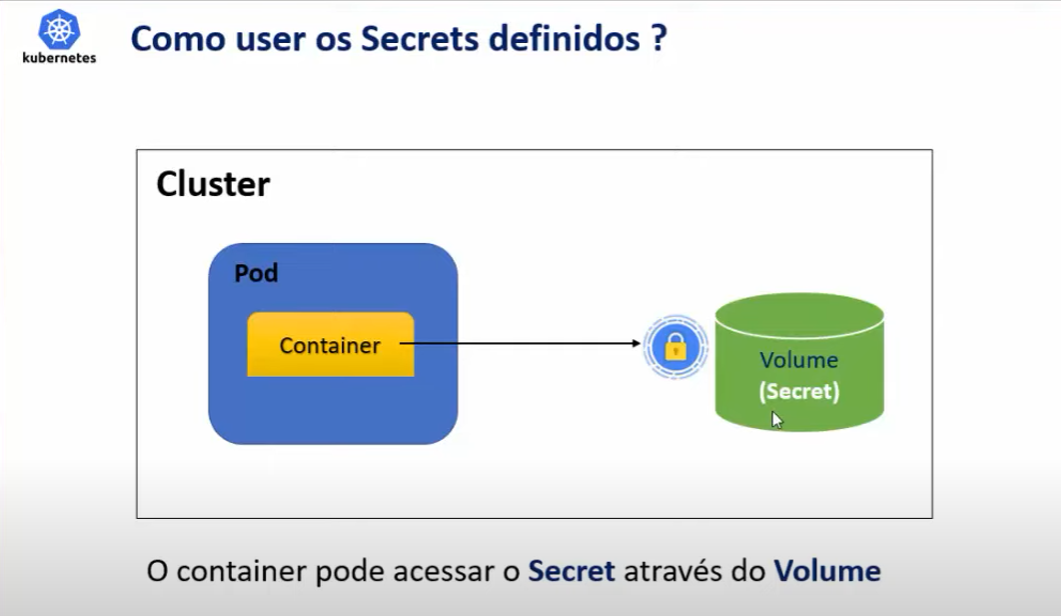 kubernetes
Como user os Secrets definidos ?
Cluster
Pod
Container
Volume
(Secret)
O container pode acessar o Secret através do Volume